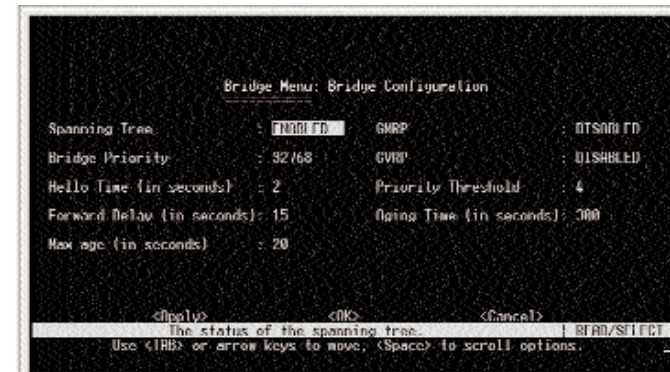 Bridge Menu: Bridge Configuration
Spanning Tree : ENABLED GMRP : DISABLED
Bridge Priority : 32768 GVRP : DISABLED
Hello Time (in seconds) : 2 Priority Threshold : 4
Forward Delay (in seconds): 15 Aging Time (in seconds): 300
Max age (in seconds) : 20
<Apply> <OK> <Cancel>
The status of the spanning tree. | READ/SELECT
Use <TAB> or arrow keys to move, <Space> to scroll options.